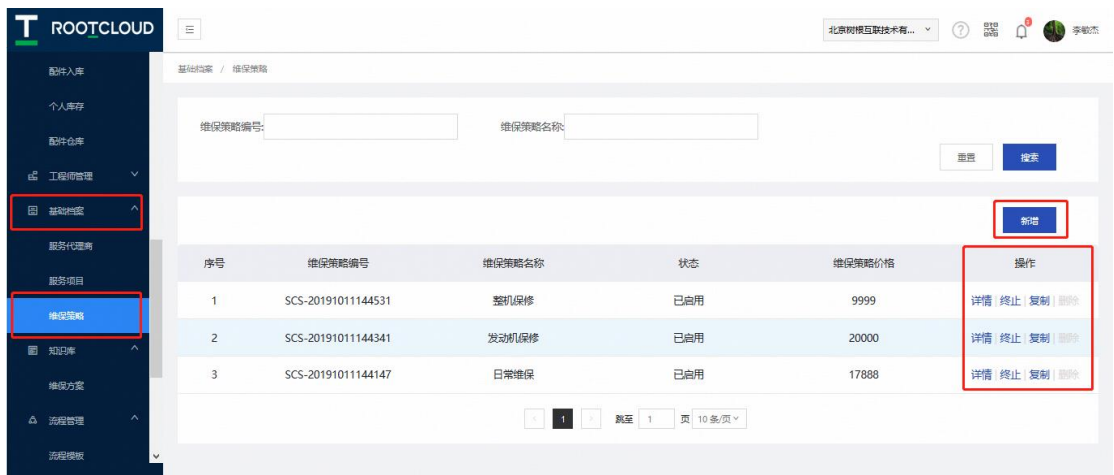 ROOTCLOUD
北京树根互联技术有...
李敏杰
配件入库
个人库存
配件仓库
工程师管理
基础档案
服务代理商
服务项目
维保策略
知识库
维保方案
流程管理
流程模板
基础档案 / 维保策略
维保策略编号:
维保策略名称:
重置
搜索
新增
序号 维保策略编号 维保策略名称 状态 维保策略价格 操作
1 SCS-20191011144531 整机保修 已启用 9999 详情 | 终止 | 复制 | 删除
2 SCS-20191011144341 发动机保修 已启用 20000 详情 | 终止 | 复制 | 删除
3 SCS-20191011144147 日常维保 已启用 17888 详情 | 终止 | 复制 | 删除
1 跳至 1 页 10 条/页